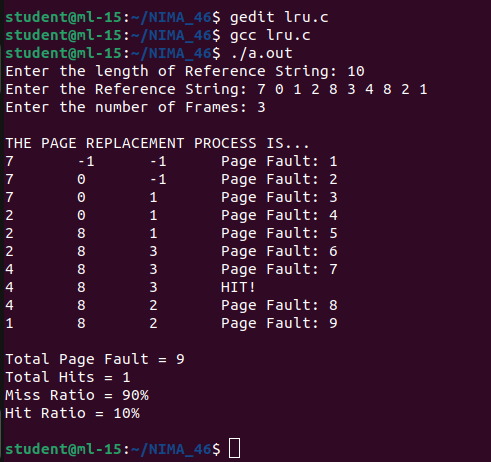 student@ml-15:~/NIMA_46$ gedit lru.c
student@ml-15:~/NIMA_46$ gcc lru.c
student@ml-15:~/NIMA_46$ ./a.out
Enter the length of Reference String: 10
Enter the Reference String: 7 0 1 2 8 3 4 8 2 1
Enter the number of Frames: 3
THE PAGE REPLACEMENT PROCESS IS...
7 -1 -1 Page Fault: 1
7 0 -1 Page Fault: 2
7 0 1 Page Fault: 3
2 0 1 Page Fault: 4
2 8 1 Page Fault: 5
2 8 3 Page Fault: 6
4 8 3 Page Fault: 7
4 8 3 HIT!
4 8 2 Page Fault: 8
1 8 2 Page Fault: 9
Total Page Fault = 9
Total Hits = 1
Miss Ratio = 90%
Hit Ratio = 10%
student@ml-15:~/NIMA_46$